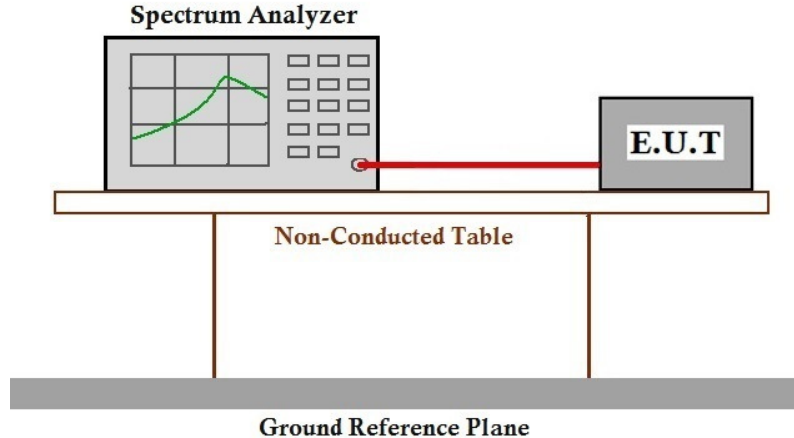 Spectrum Analyzer
E.U.T
Non-Conducted Table
Ground Reference Plane